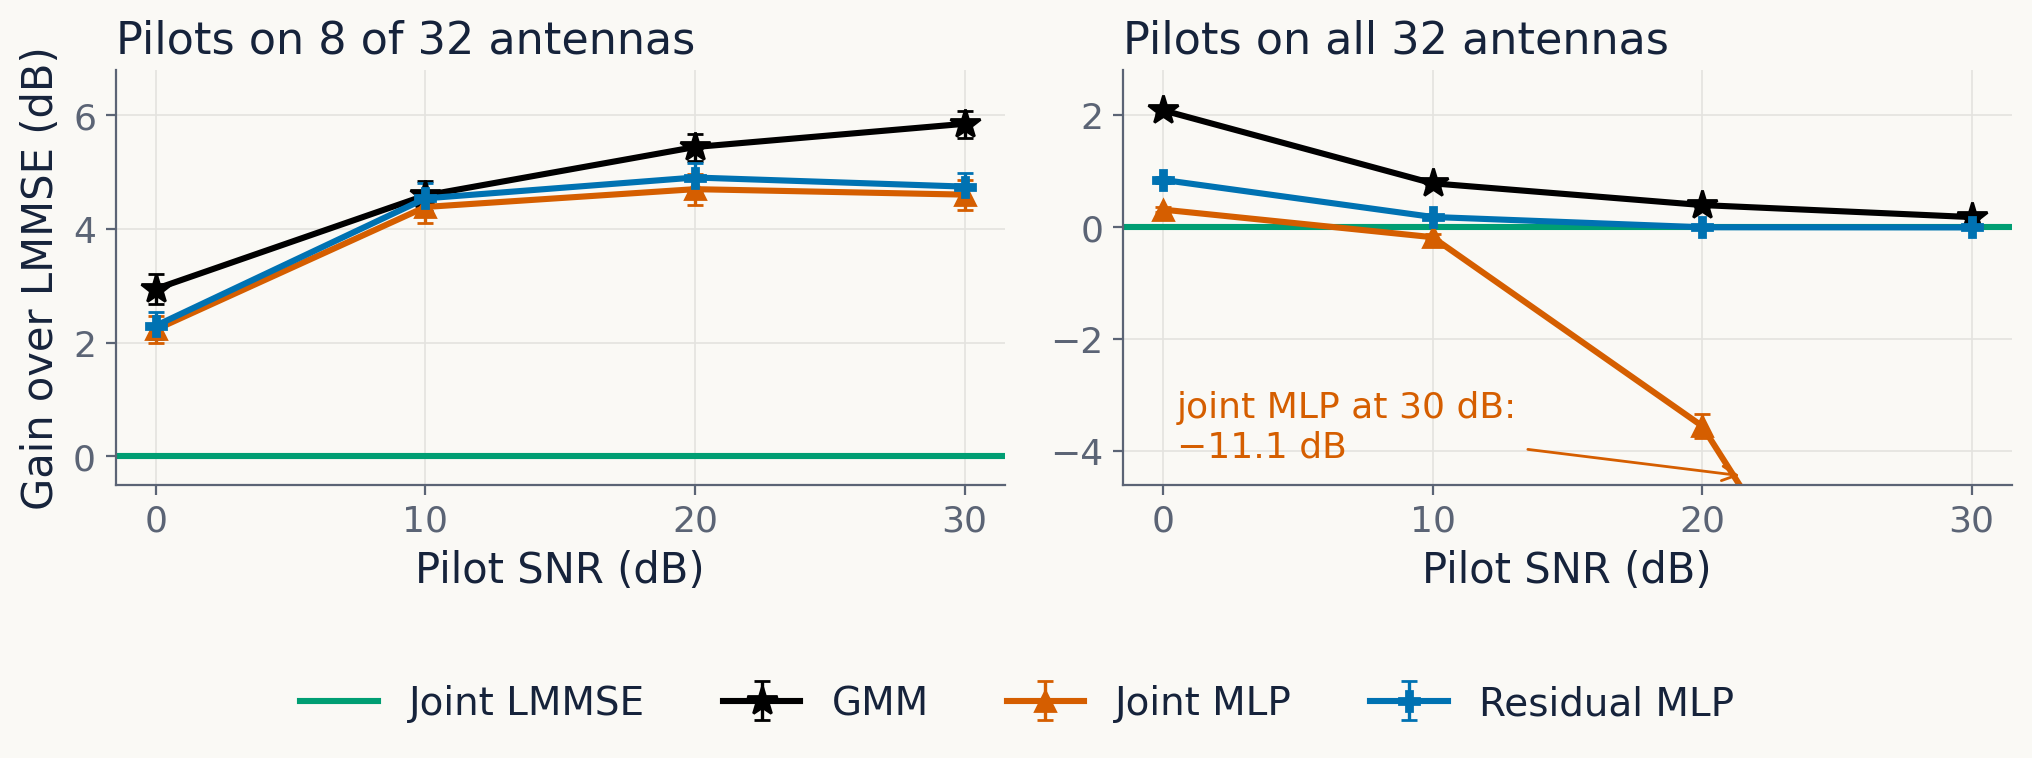 Pilots on 8 of 32 antennas
Gain over LMMSE (dB)
6
4
2
0
0 10 20 30
Pilot SNR (dB)
Pilots on all 32 antennas
2
0
−2
−4
joint MLP at 30 dB:
−11.1 dB
0 10 20 30
Pilot SNR (dB)
Joint LMMSE GMM Joint MLP Residual MLP